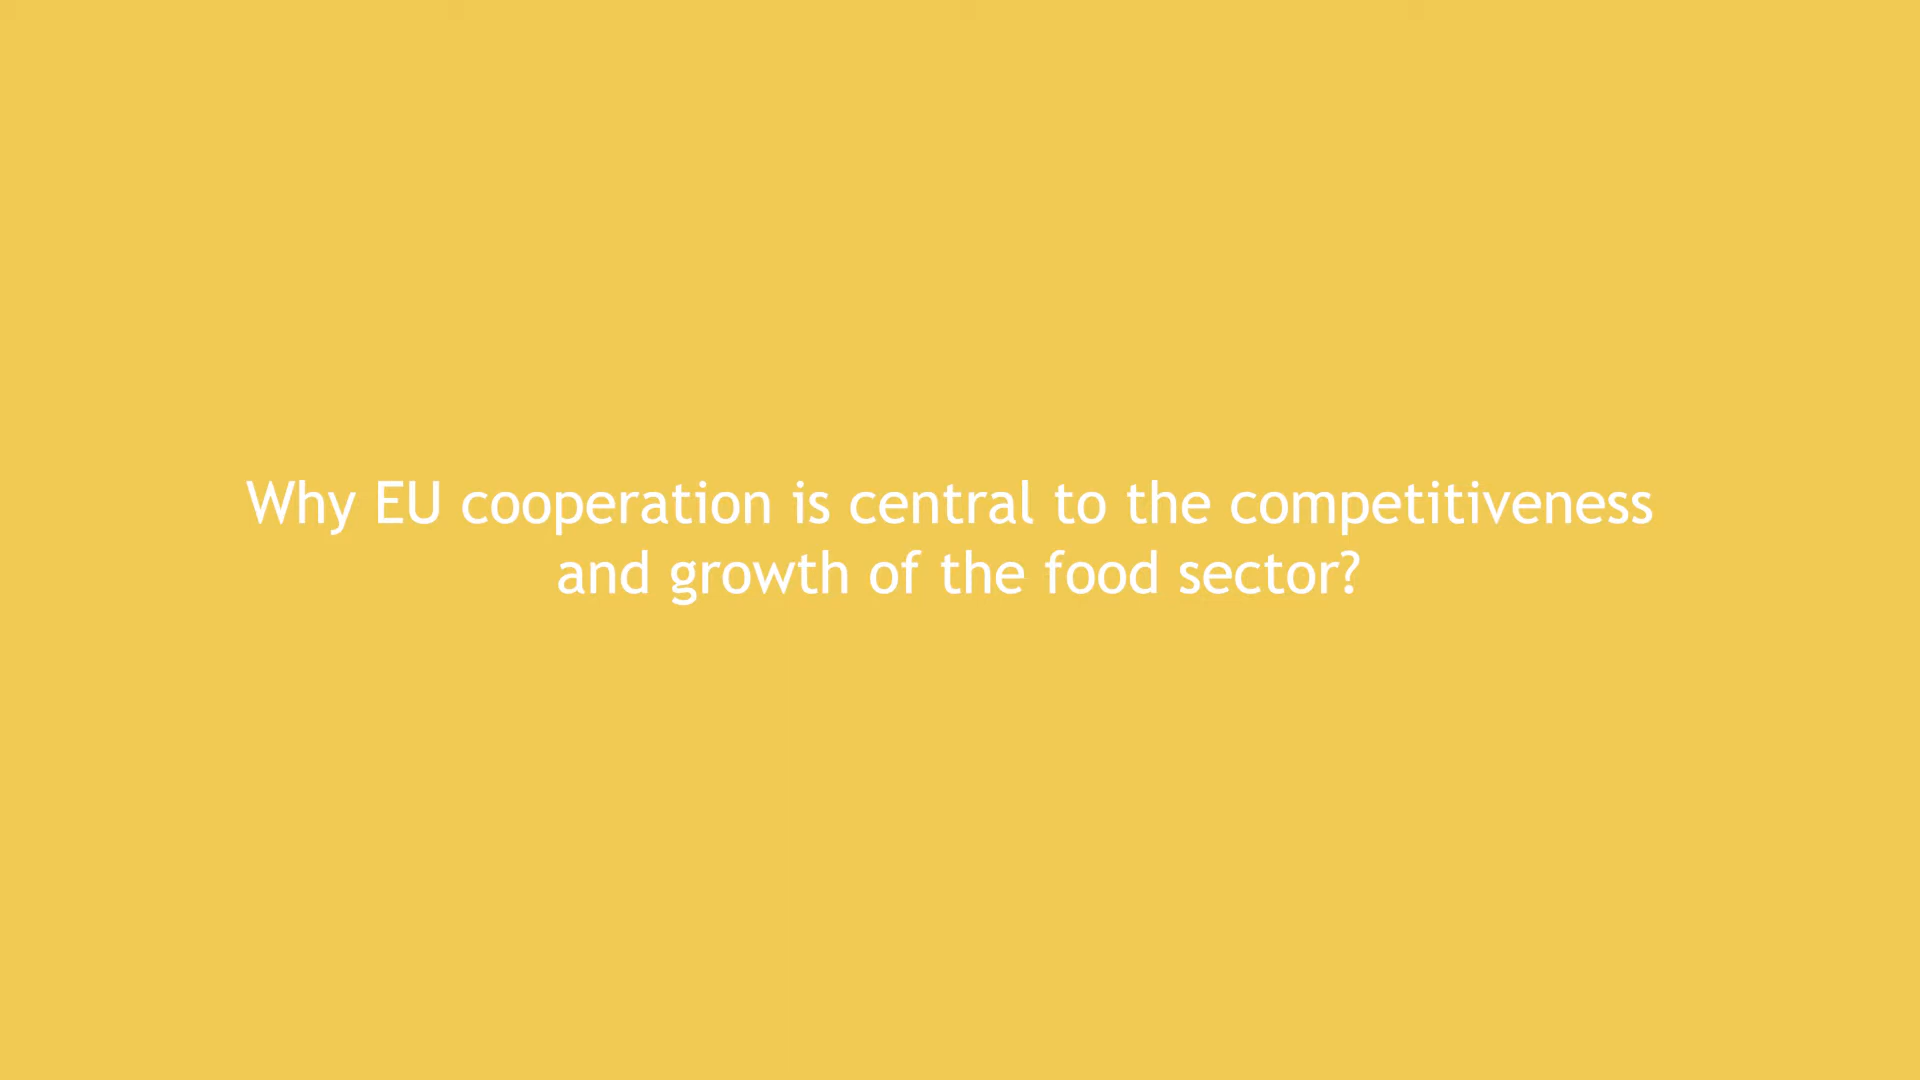 Why EU cooperation is central to the competitiveness
and growth of the food sector?